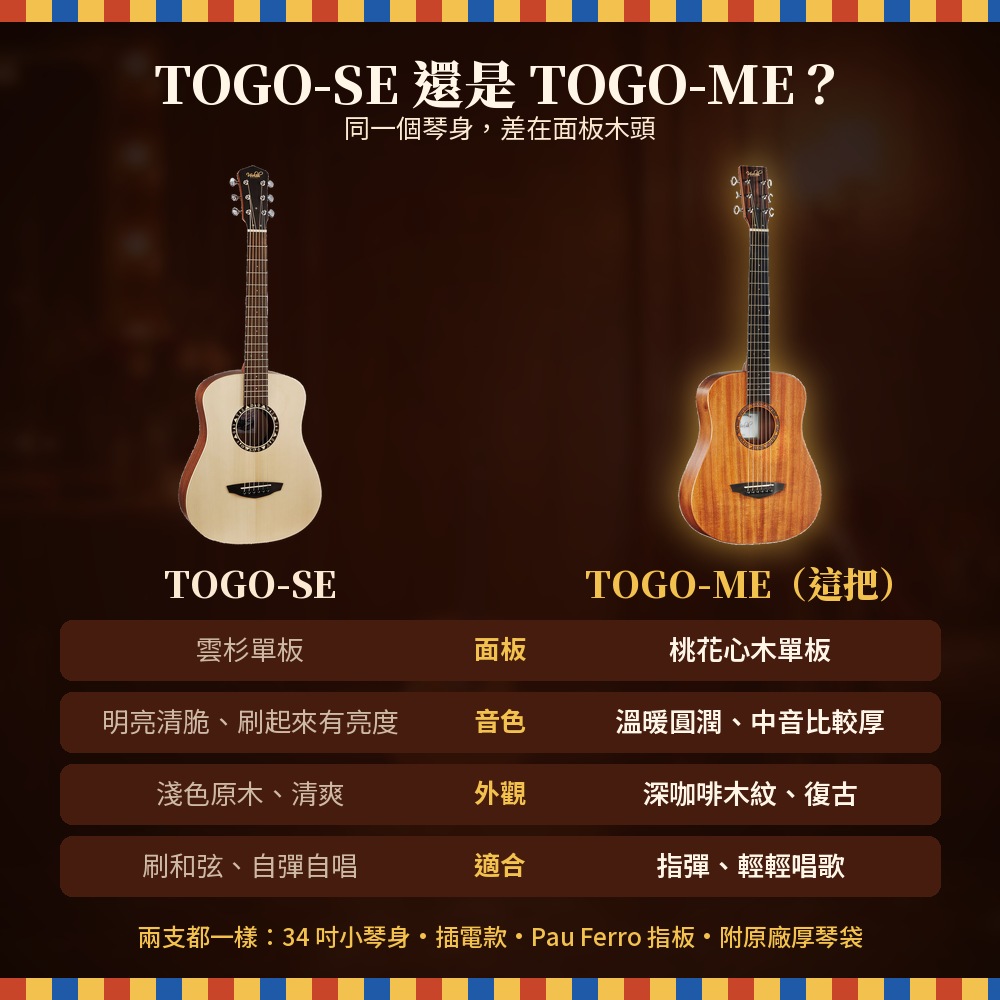 TOGO-SE 還是 TOGO-ME？
同一個琴身，差在面板木頭
TOGO-SE
TOGO-ME（這把）
雲杉單板 面板 桃花心木單板
明亮清脆、刷起來有亮度 音色 溫暖圓潤、中音比較厚
淺色原木、清爽 外觀 深咖啡木紋、復古
刷和弦、自彈自唱 適合 指彈、輕輕唱歌
兩支都一樣：34 吋小琴身・插電款・Pau Ferro 指板・附原廠厚琴袋